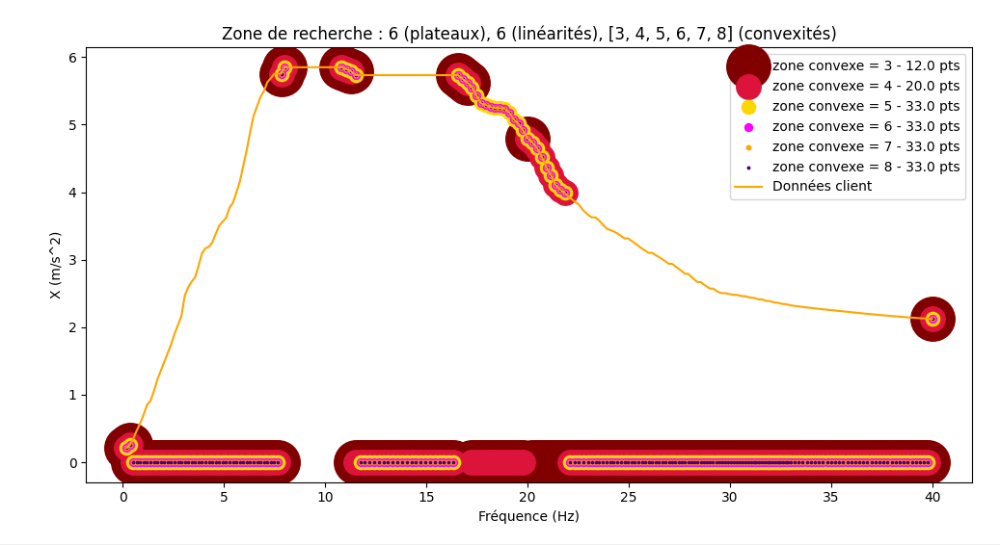 Zone de recherche : 6 (plateaux), 6 (linéarités), [3, 4, 5, 6, 7, 8] (convexités)
zone convexe = 3 - 12.0 pts
zone convexe = 4 - 20.0 pts
zone convexe = 5 - 33.0 pts
zone convexe = 6 - 33.0 pts
zone convexe = 7 - 33.0 pts
zone convexe = 8 - 33.0 pts
Données client
X (m/s^2)
6
5
4
3
2
1
0
0 5 10 15 20 25 30 35 40
Fréquence (Hz)